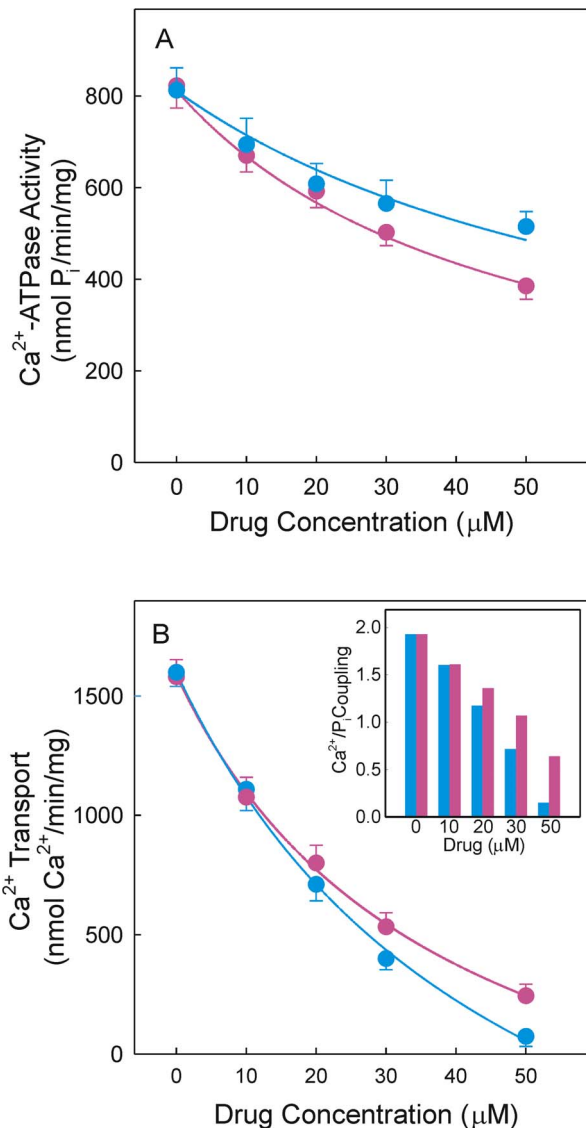 A
Ca²⁺-ATPase Activity
(nmol Pᵢ/min/mg)
800
600
400
200
0
0 10 20 30 40 50
Drug Concentration (μM)
B
Ca²⁺ Transport
(nmol Ca²⁺/min/mg)
1500
1000
500
0
Ca²⁺/PᵢCoupling
2.0
1.5
1.0
0.5
0.0
0 10 20 30 50
Drug (μM)
0 10 20 30 40 50
Drug Concentration (μM)